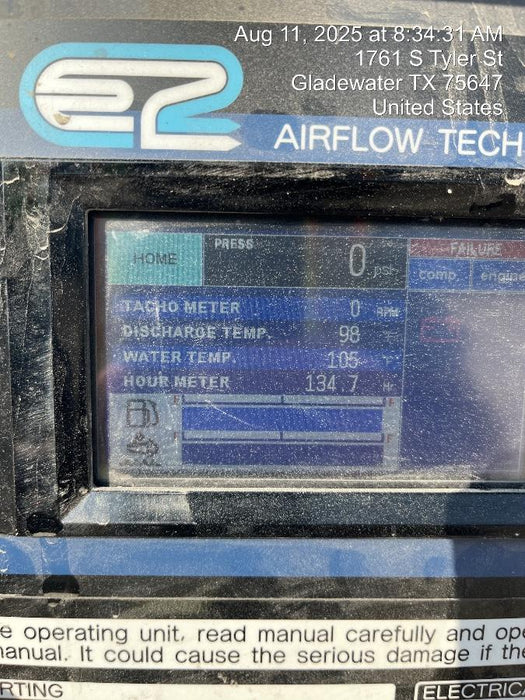 Aug 11, 2025 at 8:34:31 AM
1761 S Tyler St
Gladewater TX 75647
United States
e2
AIRFLOW TECH
HOME
PRESS
0 psi
FAILURE
comp engine
TACHO METER 0 RPM
DISCHARGE TEMP. 98
WATER TEMP. 105 °F
HOUR METER 134.7 Hr
F F
F F
e operating unit, read manual carefully and ope
manual. It could cause the serious damage if the
RTING
ELECTRIC